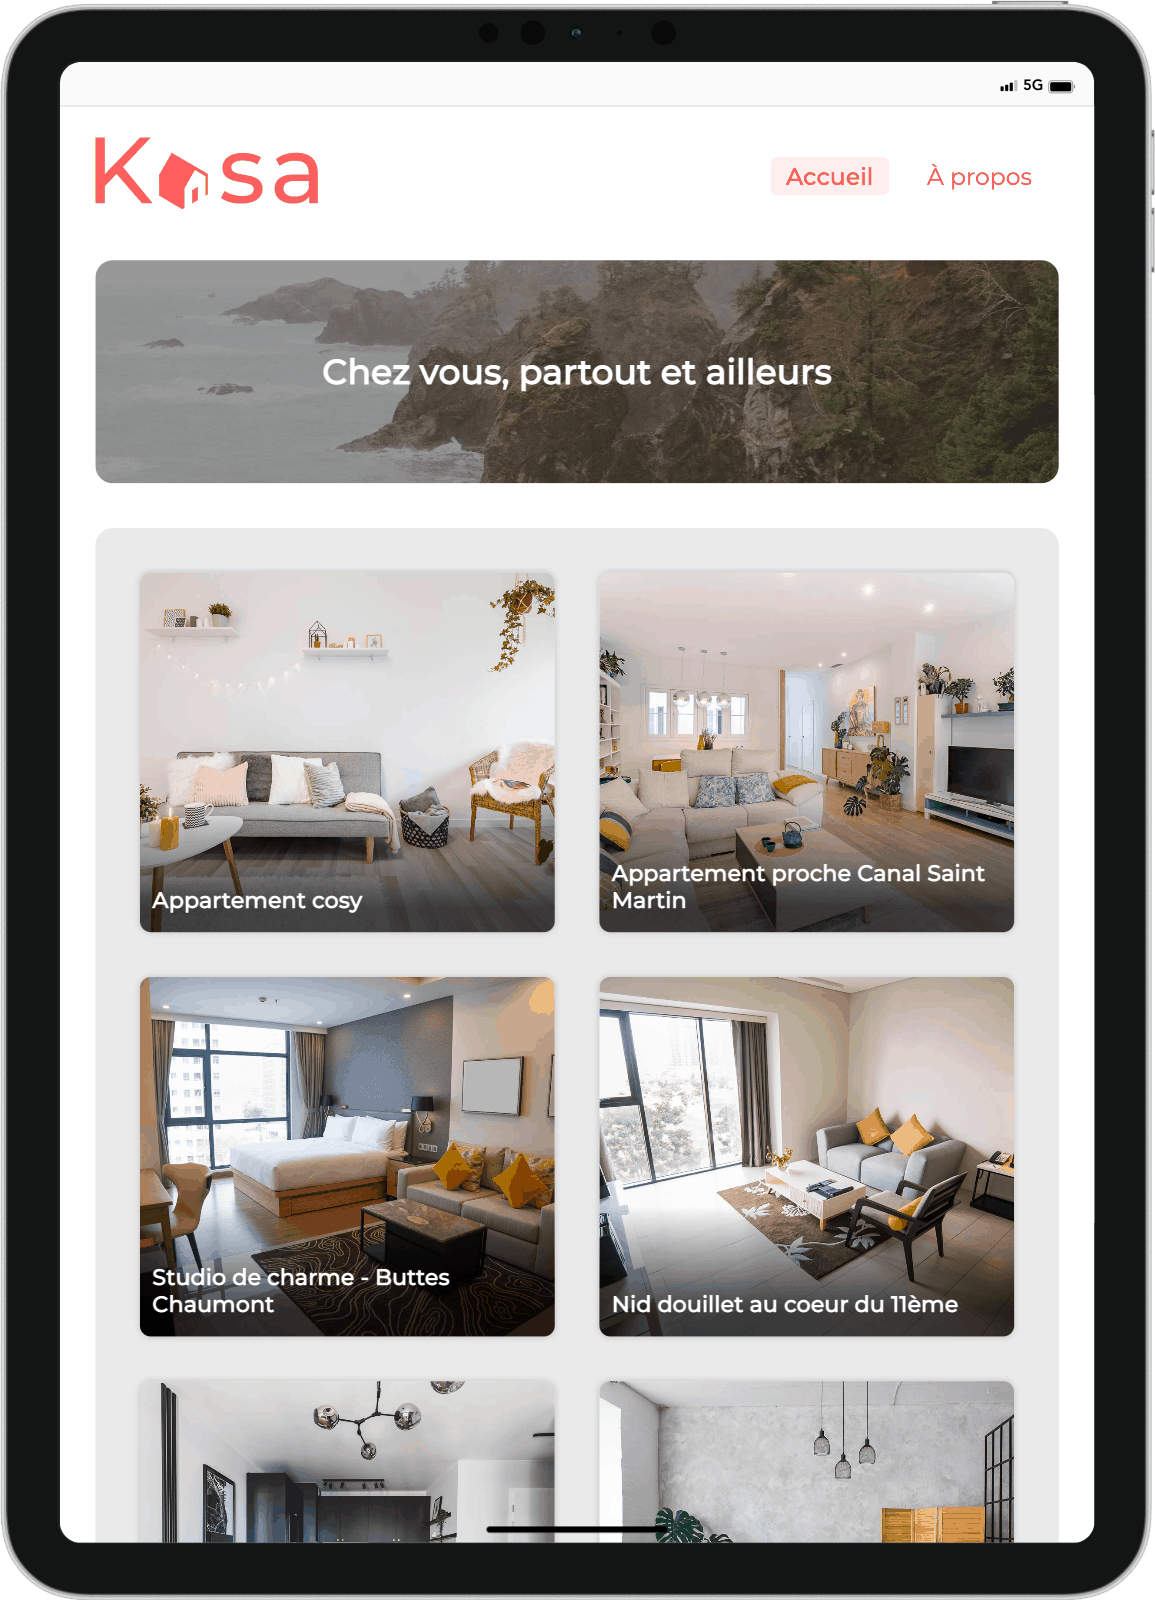 5G
Kasa
Accueil
À propos
Chez vous, partout et ailleurs
Appartement cosy
Appartement proche Canal Saint
Martin
Studio de charme - Buttes
Chaumont
Nid douillet au coeur du 11ème